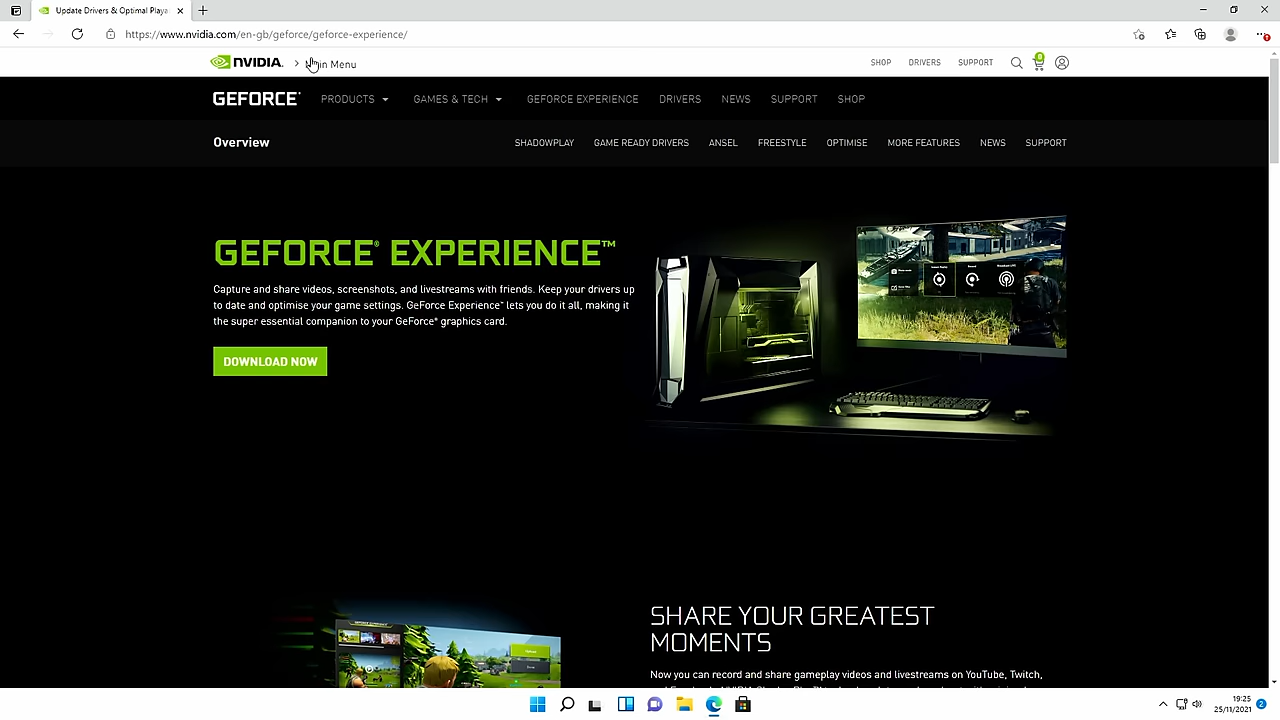 Update Drivers & Optimal Playa
https://www.nvidia.com/en-gb/geforce/geforce-experience/
NVIDIA. Main Menu
SHOP DRIVERS SUPPORT 0
GEFORCE PRODUCTS GAMES & TECH GEFORCE EXPERIENCE DRIVERS NEWS SUPPORT SHOP
Overview SHADOWPLAY GAME READY DRIVERS ANSEL FREESTYLE OPTIMISE MORE FEATURES NEWS SUPPORT
GEFORCE® EXPERIENCE™
Capture and share videos, screenshots, and livestreams with friends. Keep your drivers up
to date and optimise your game settings. GeForce Experience™ lets you do it all, making it
the super essential companion to your GeForce® graphics card.
DOWNLOAD NOW
SHARE YOUR GREATEST
MOMENTS
Now you can record and share gameplay videos and livestreams on YouTube, Twitch,
19:25
25/11/2021
2